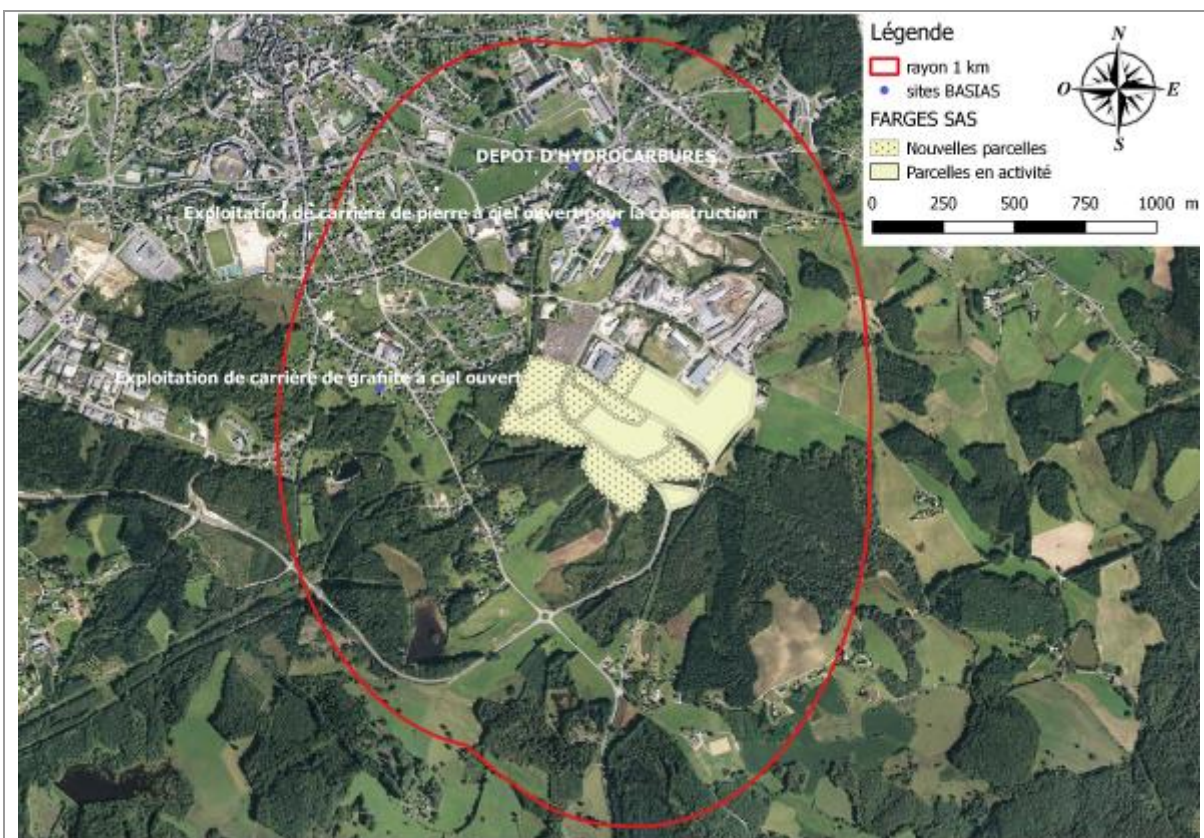 Légende
rayon 1 km
sites BASIAS
FARGES SAS
Nouvelles parcelles
Parcelles en activité
0 250 500 750 1000 m
N
O E
S
DEPOT D'HYDROCARBURES
Exploitation de carrière de pierre à ciel ouvert pour la construction
Exploitation de carrière de granite à ciel ouvert